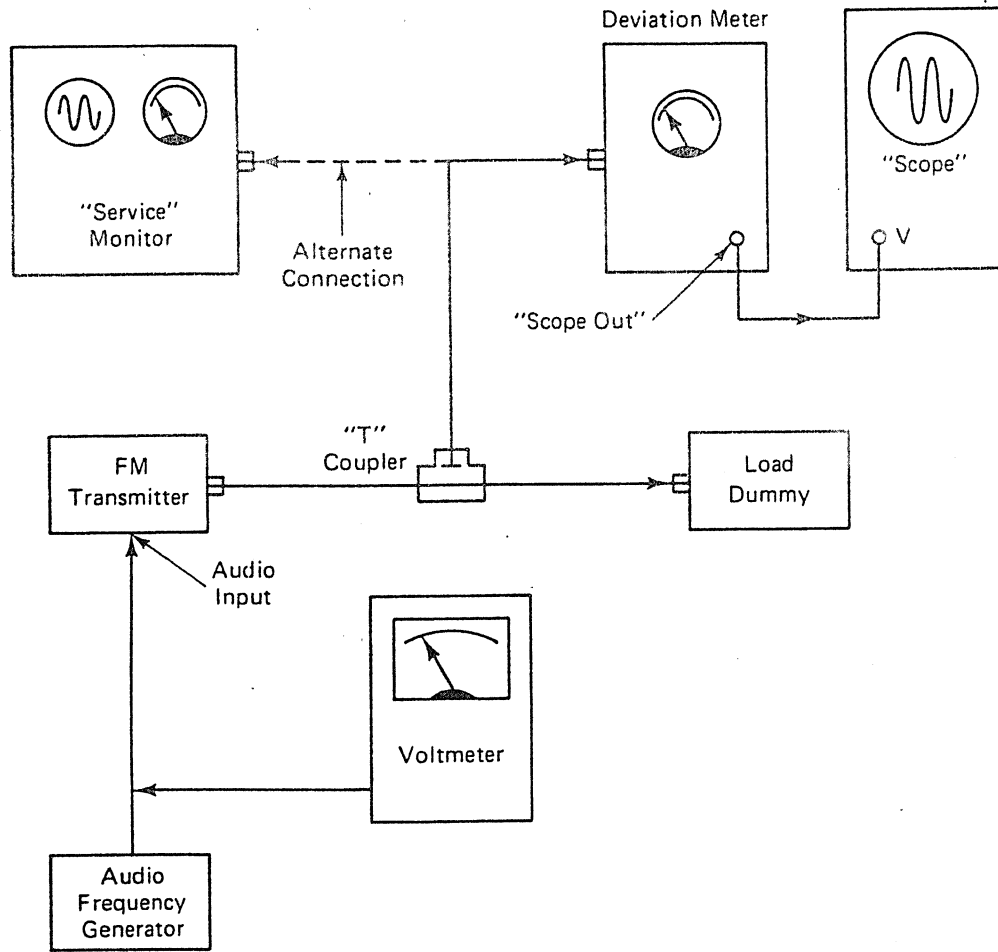 Deviation Meter
"Service"
Monitor
"Scope"
V
Alternate
Connection
"Scope Out"
"T"
Coupler
FM
Transmitter
Load
Dummy
Audio
Input
Voltmeter
Audio
Frequency
Generator